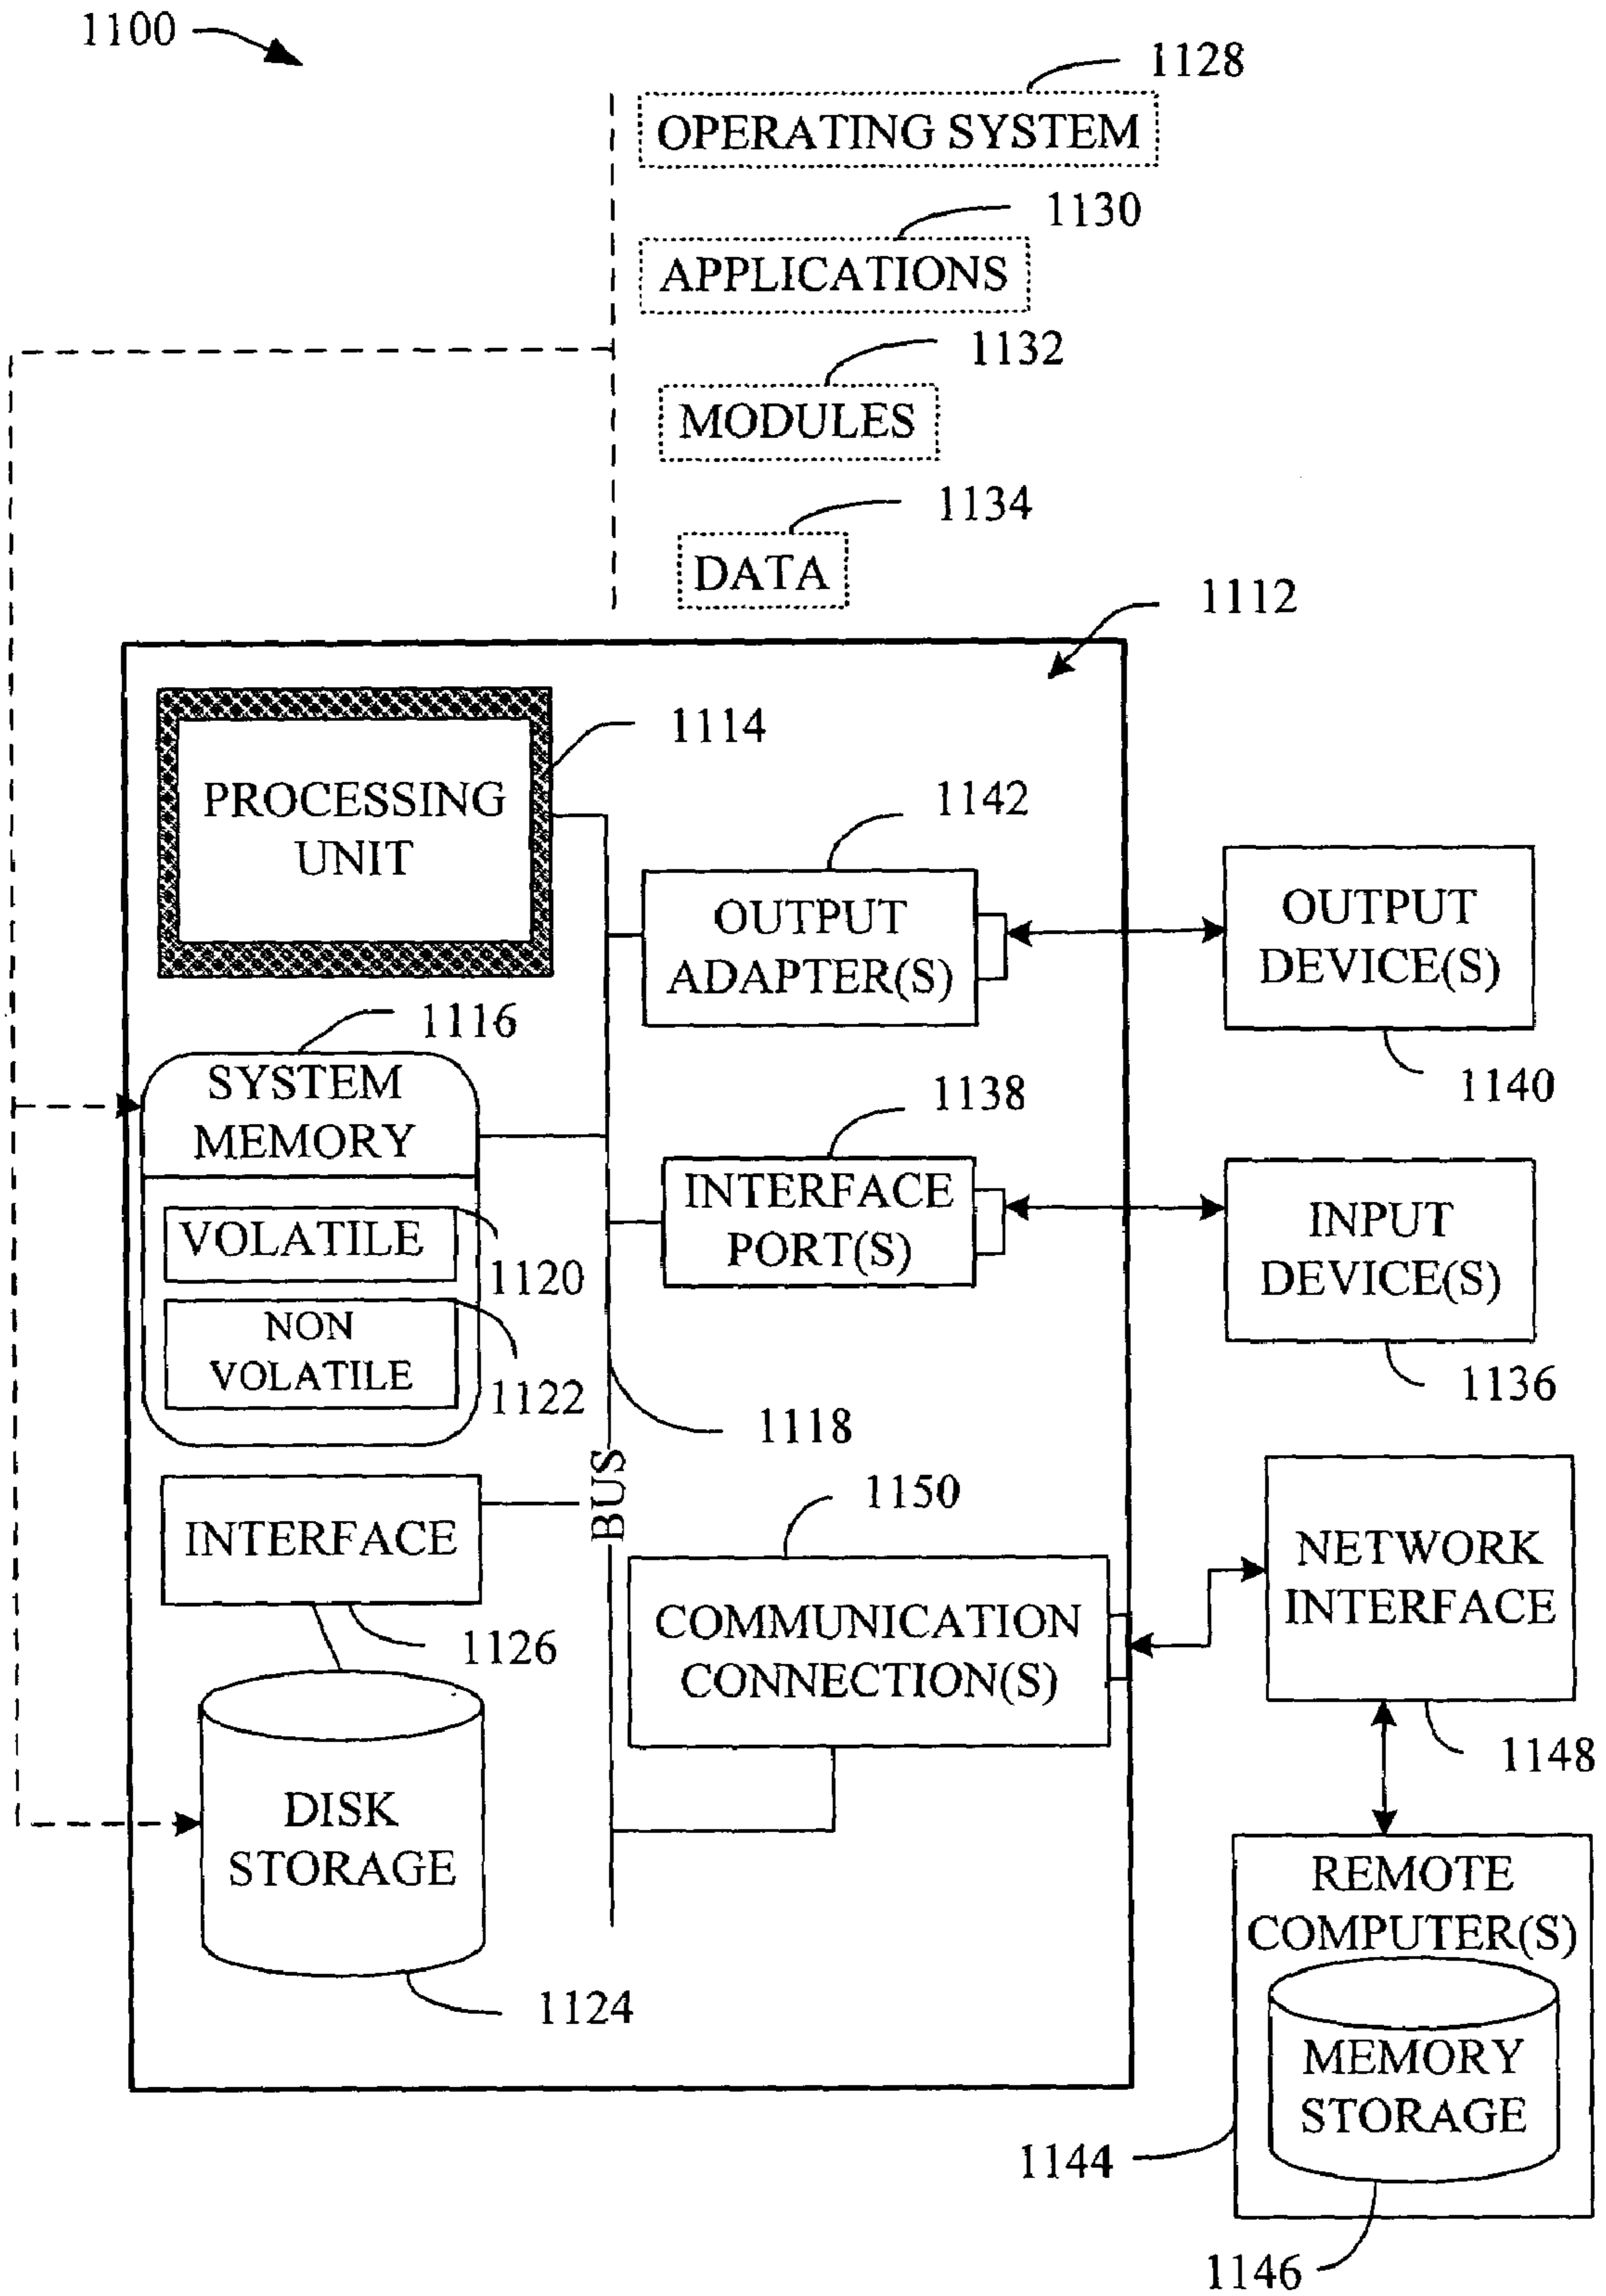 1100
1128
OPERATING SYSTEM
1130
APPLICATIONS
1132
MODULES
1134
DATA
1112
PROCESSING
UNIT
1114
1142
OUTPUT
ADAPTER(S)
OUTPUT
DEVICE(S)
1140
1116
SYSTEM
MEMORY
VOLATILE
1120
NON
VOLATILE
1122
1138
INTERFACE
PORT(S)
INPUT
DEVICE(S)
1136
1118
BUS
INTERFACE
1126
1150
COMMUNICATION
CONNECTION(S)
NETWORK
INTERFACE
1148
DISK
STORAGE
1124
REMOTE
COMPUTER(S)
MEMORY
STORAGE
1144
1146